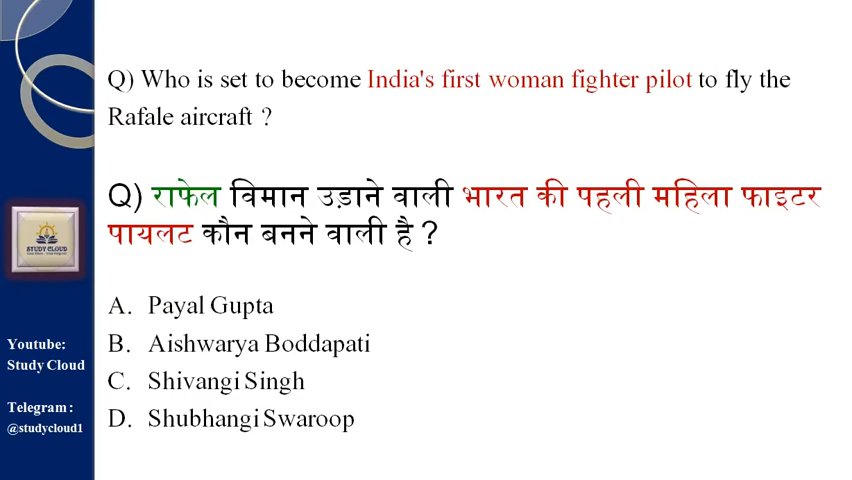 Q) Who is set to become India's first woman fighter pilot to fly the
Rafale aircraft ?
Q) राफेल विमान उड़ाने वाली भारत की पहली महिला फाइटर
पायलट कौन बनने वाली है ?
A. Payal Gupta
B. Aishwarya Boddapati
C. Shivangi Singh
D. Shubhangi Swaroop
STUDY CLOUD
Youtube:
Study Cloud
Telegram :
@studycloud1